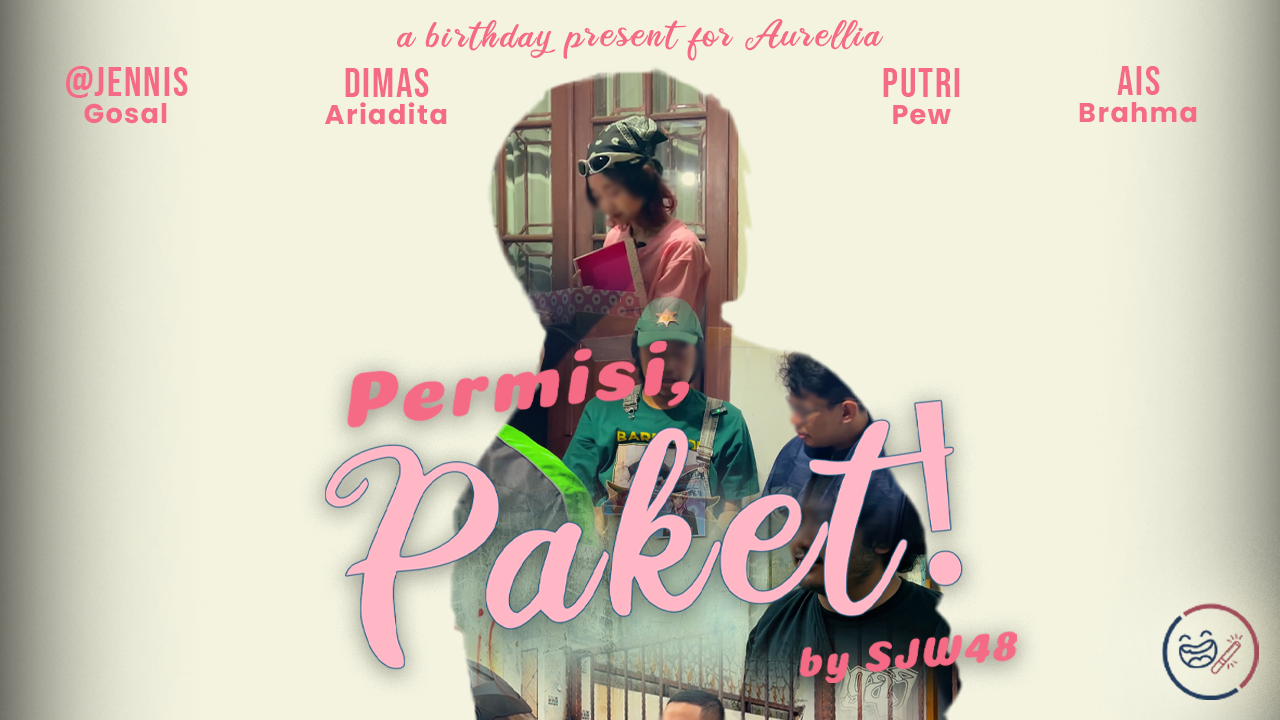 a birthday present for Aurellia
@JENNIS
Gosal
DIMAS
Ariadita
PUTRI
Pew
AIS
Brahma
Permisi,
Paket!
by SJW48